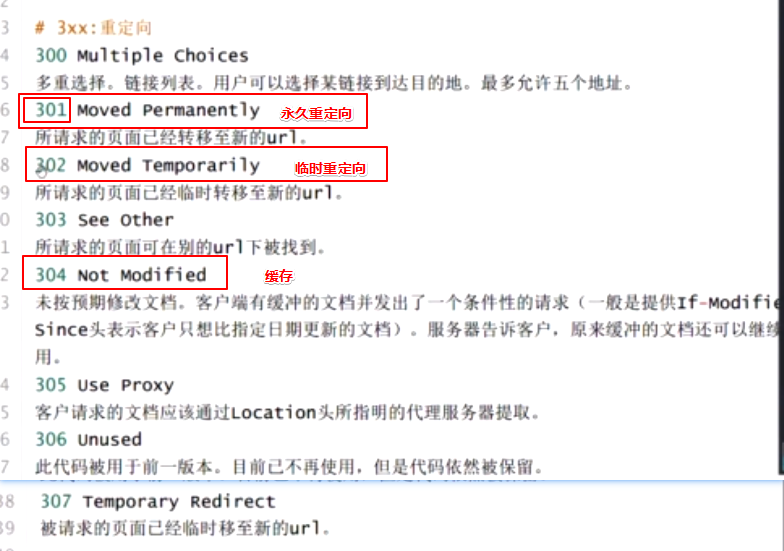 3 # 3xx:重定向
4 300 Multiple Choices
5 多重选择。链接列表。用户可以选择某链接到达目的地。最多允许五个地址。
6 301 Moved Permanently 永久重定向
7 所请求的页面已经转移至新的url。
8 302 Moved Temporarily 临时重定向
9 所请求的页面已经临时转移至新的url。
0 303 See Other
1 所请求的页面可在别的url下被找到。
2 304 Not Modified 缓存
3 未按预期修改文档。客户端有缓冲的文档并发出了一个条件性的请求（一般是提供If-Modifie
Since头表示客户只想比指定日期更新的文档）。服务器告诉客户，原来缓冲的文档还可以继续
用。
4 305 Use Proxy
5 客户请求的文档应该通过Location头所指明的代理服务器提取。
6 306 Unused
7 此代码被用于前一版本。目前已不再使用，但是代码依然被保留。
38 307 Temporary Redirect
39 被请求的页面已经临时移至新的url。